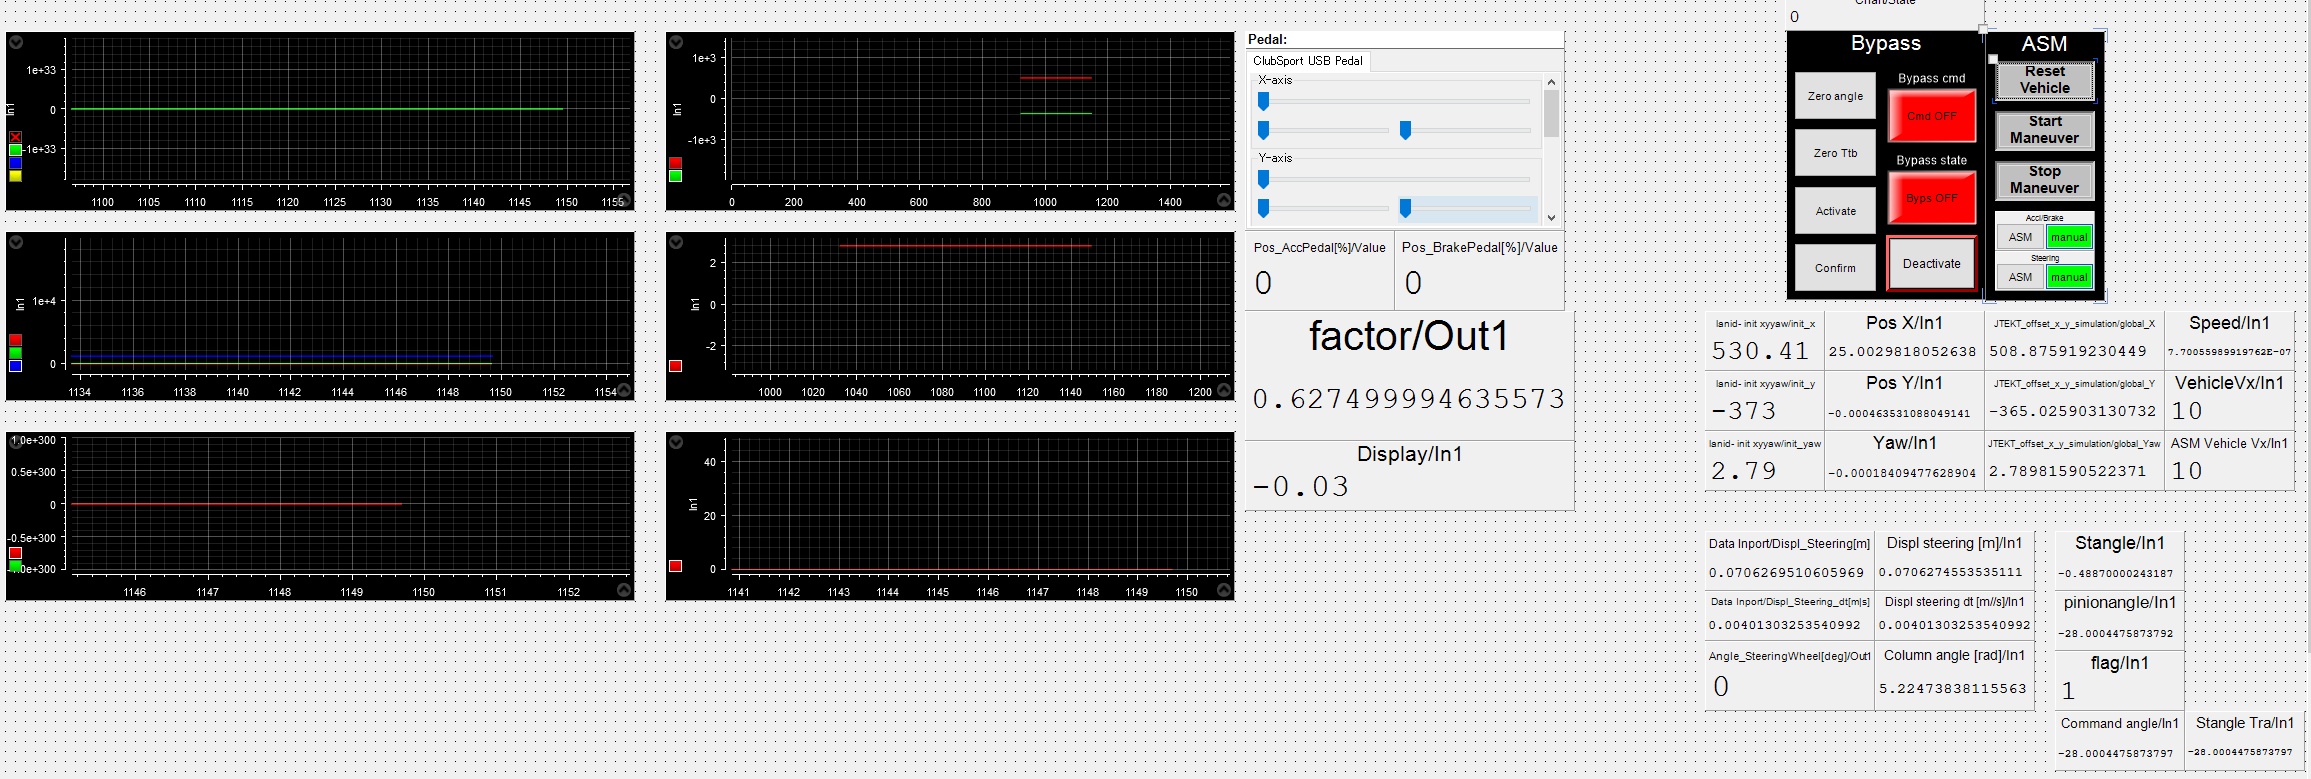 Chart/State
0
In1
1e+33
0
-1e+33
1100 1105 1110 1115 1120 1125 1130 1135 1140 1145 1150 1155
In1
1e+3
0
-1e+3
0 200 400 600 800 1000 1200 1400
Pedal:
ClubSport USB Pedal
X-axis
Y-axis
Bypass
Zero angle
Zero Ttb
Activate
Confirm
Bypass cmd
Cmd OFF
Bypass state
Byps OFF
Deactivate
ASM
Reset
Vehicle
Start
Maneuver
Stop
Maneuver
Accl/Brake
ASM manual
Steering
ASM manual
In1
1e+4
0
1134 1136 1138 1140 1142 1144 1146 1148 1150 1152 1154
In1
2
0
-2
1000 1020 1040 1060 1080 1100 1120 1140 1160 1180 1200
Pos_AccPedal[%]/Value
0
Pos_BrakePedal[%]/Value
0
factor/Out1
0.627499994635573
Display/In1
-0.03
lanid- init xyyaw/init_x
530.41
Pos X/In1
25.0029818052638
JTEKT_offset_x_y_simulation/global_X
508.875919230449
Speed/In1
7.70055989919762E-07
lanid- init xyyaw/init_y
-373
Pos Y/In1
-0.000463531088049141
JTEKT_offset_x_y_simulation/global_Y
-365.025903130732
VehicleVx/In1
10
lanid- init xyyaw/init_yaw
2.79
Yaw/In1
-0.00018409477628904
JTEKT_offset_x_y_simulation/global_Yaw
2.78981590522371
ASM Vehicle Vx/In1
10
1.0e+300
0.5e+300
0
-0.5e+300
.0e+300
1146 1147 1148 1149 1150 1151 1152
In1
40
20
0
1141 1142 1143 1144 1145 1146 1147 1148 1149 1150
Data Inport/Displ_Steering[m]
0.0706269510605969
Displ steering [m]/In1
0.0706274553535111
Data Inport/Displ_Steering_dt[m|s]
0.00401303253540992
Displ steering dt [m//s]/In1
0.00401303253540992
Angle_SteeringWheel[deg]/Out1
0
Column angle [rad]/In1
5.22473838115563
Stangle/In1
-0.48870000243187
pinionangle/In1
-28.0004475873792
flag/In1
1
Command angle/In1
-28.0004475873797
Stangle Tra/In1
-28.0004475873797